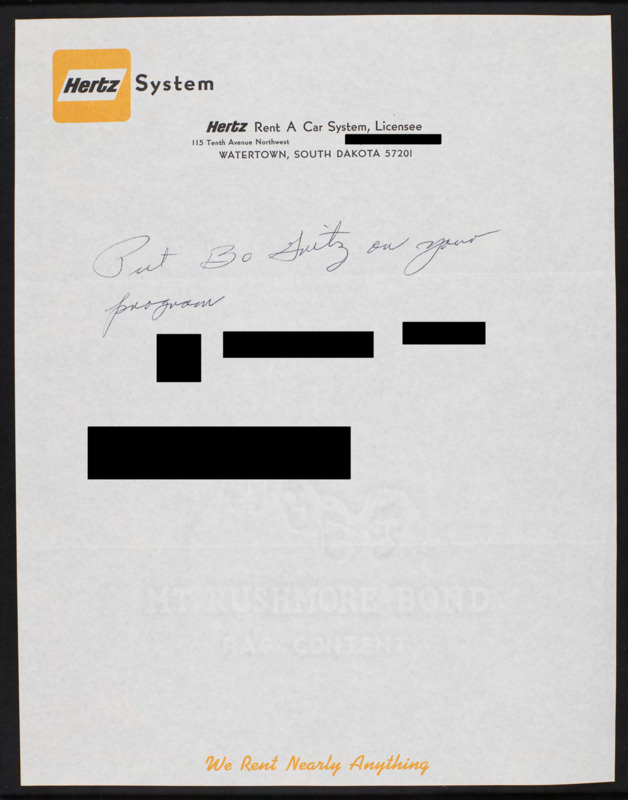 Hertz System
Hertz Rent A Car System, Licensee
115 Tenth Avenue Northwest
WATERTOWN, SOUTH DAKOTA 57201
Put Bo Gritz on your
program
MT. RUSHMORE BOND
RAG CONTENT
We Rent Nearly Anything